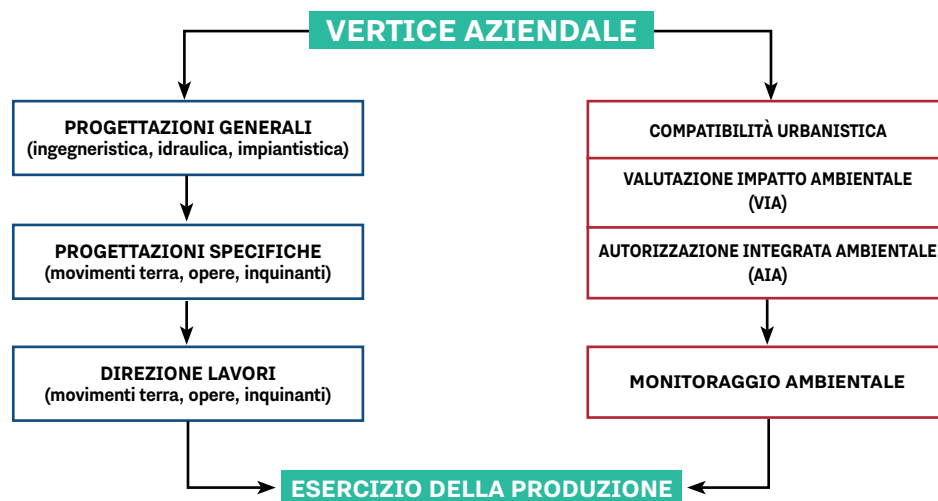 VERTICE AZIENDALE
PROGETTAZIONI GENERALI
(ingegneristica, idraulica, impiantistica)
PROGETTAZIONI SPECIFICHE
(movimenti terra, opere, inquinanti)
DIREZIONE LAVORI
(movimenti terra, opere, inquinanti)
COMPATIBILITÀ URBANISTICA
VALUTAZIONE IMPATTO AMBIENTALE
(VIA)
AUTORIZZAZIONE INTEGRATA AMBIENTALE
(AIA)
MONITORAGGIO AMBIENTALE
ESERCIZIO DELLA PRODUZIONE